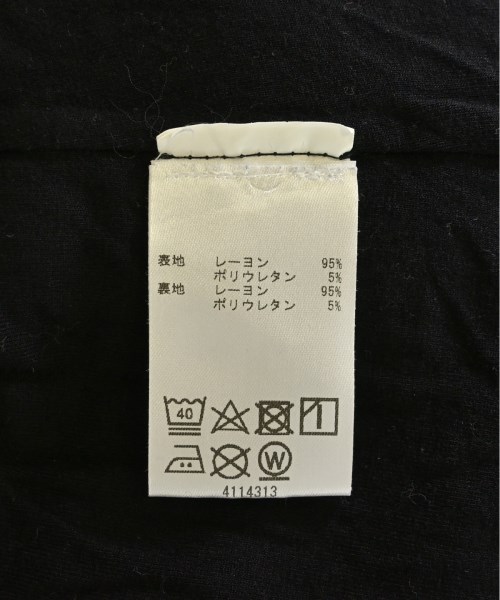 表地 レーヨン 95%
ポリウレタン 5%
裏地 レーヨン 95%
ポリウレタン 5%
40
W
4114313